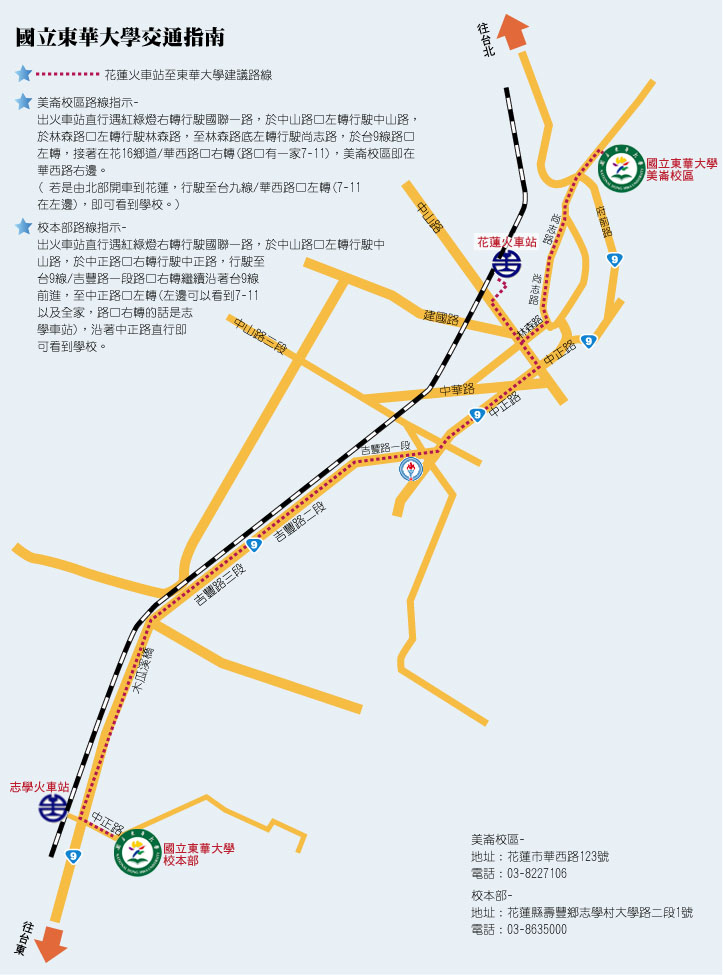 國立東華大學交通指南
花蓮火車站至東華大學建議路線
美崙校區路線指示-
出火車站直行遇紅綠燈右轉行駛國聯一路，於中山路口左轉行駛中山路，
於林森路口左轉行駛林森路，至林森路底左轉行駛尚志路，於台9線路口
左轉，接著在花16鄉道/華西路口右轉(路口有一家7-11)，美崙校區即在
華西路右邊。
( 若是由北部開車到花蓮，行駛至台九線/華西路口左轉(7-11
在左邊)，即可看到學校。)
校本部路線指示-
出火車站直行遇紅綠燈右轉行駛國聯一路，於中山路口左轉行駛中
山路，於中正路口右轉行駛中正路，行駛至
台9線/吉豐路一段路口右轉繼續沿著台9線
前進，至中正路口左轉(左邊可以看到7-11
以及全家，路口右轉的話是志
學車站)，沿著中正路直行即
可看到學校。
往台北
國立東華大學
美崙校區
中山路
尚志路
府前路
花蓮火車站
9
尚志路
建國路
林森路
中山路三段
9
中正路
中華路
中正路
9
吉豐路一段
吉豐路二段
9
吉豐路三段
木瓜溪橋
志學火車站
中正路
國立東華大學
校本部
9
往台東
美崙校區-
地址：花蓮市華西路123號
電話：03-8227106
校本部-
地址：花蓮縣壽豐鄉志學村大學路二段1號
電話：03-8635000